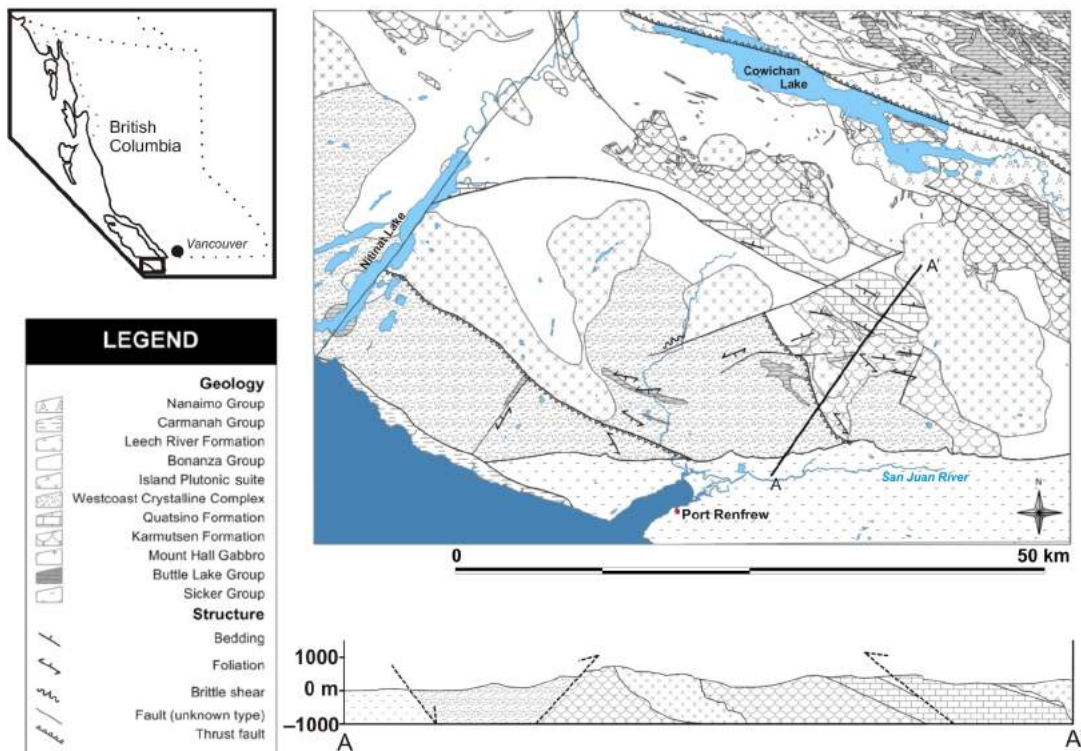 British
Columbia
Vancouver
Cowichan
Lake
Nitinat Lake
A'
A
San Juan River
Port Renfrew
N
0 50 km
LEGEND
Geology
Nanaimo Group
Carmanah Group
Leech River Formation
Bonanza Group
Island Plutonic suite
Westcoast Crystalline Complex
Quatsino Formation
Karmutsen Formation
Mount Hall Gabbro
Buttle Lake Group
Sicker Group
Structure
Bedding
Foliation
Brittle shear
Fault (unknown type)
Thrust fault
1000 1000
0 m 0
–1000 -1000
A A